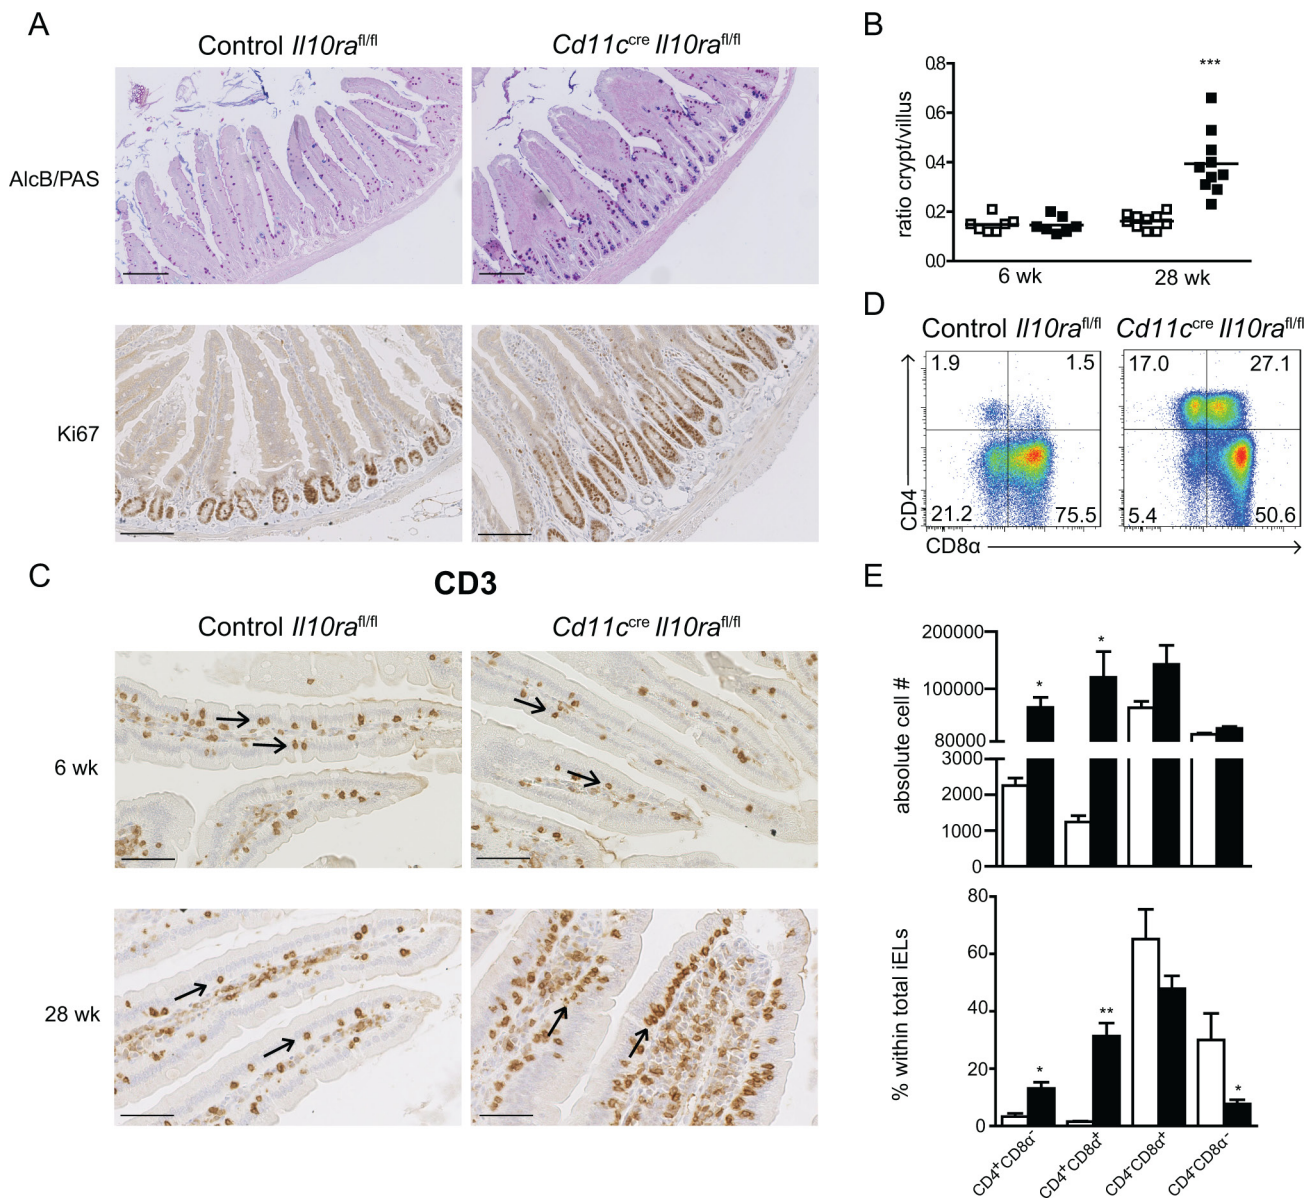 A
Control Il10ra^fl/fl
Cd11c^cre Il10ra^fl/fl
AlcB/PAS
Ki67
B
ratio crypt/villus
0.8
0.6
0.4
0.2
0.0
***
6 wk
28 wk
C
CD3
Control Il10ra^fl/fl
Cd11c^cre Il10ra^fl/fl
6 wk
28 wk
D
Control Il10ra^fl/fl
Cd11c^cre Il10ra^fl/fl
1.9 1.5
21.2 75.5
17.0 27.1
5.4 50.6
CD4
CD8α
E
absolute cell #
200000
100000
80000
3000
2000
1000
0
*
*
% within total iELs
80
60
40
20
0
*
**
*
CD4⁺CD8α⁻
CD4⁺CD8α⁺
CD4⁻CD8α⁺
CD4⁻CD8α⁻